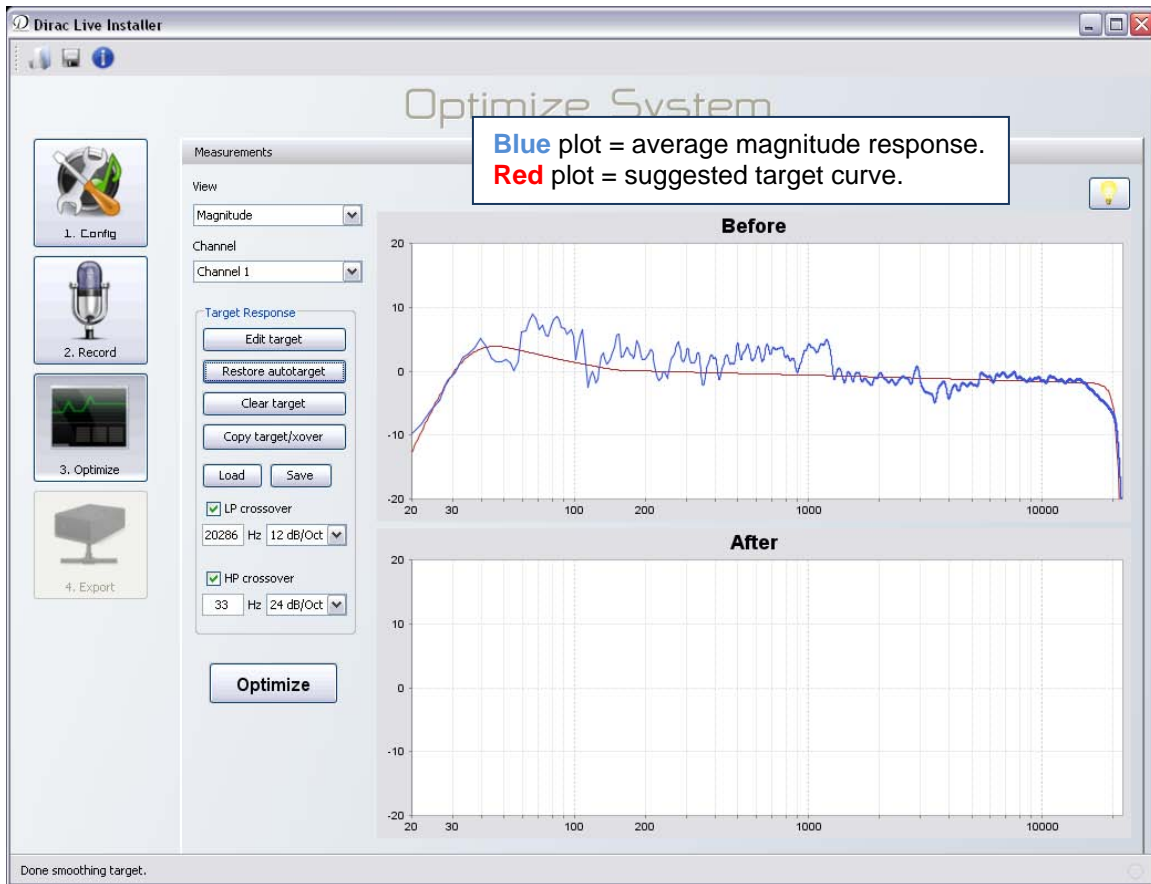 Dirac Live Installer
Optimize System
Blue plot = average magnitude response.
Red plot = suggested target curve.
1. Config
2. Record
3. Optimize
4. Export
Measurements
View
Magnitude
Channel
Channel 1
Target Response
Edit target
Restore autotarget
Clear target
Copy target/xover
Load Save
LP crossover
20286 Hz 12 dB/Oct
HP crossover
33 Hz 24 dB/Oct
Optimize
Before
20
10
0
-10
-20
20 30 100 200 1000 10000
After
20
10
0
-10
-20
20 30 100 200 1000 10000
Done smoothing target.